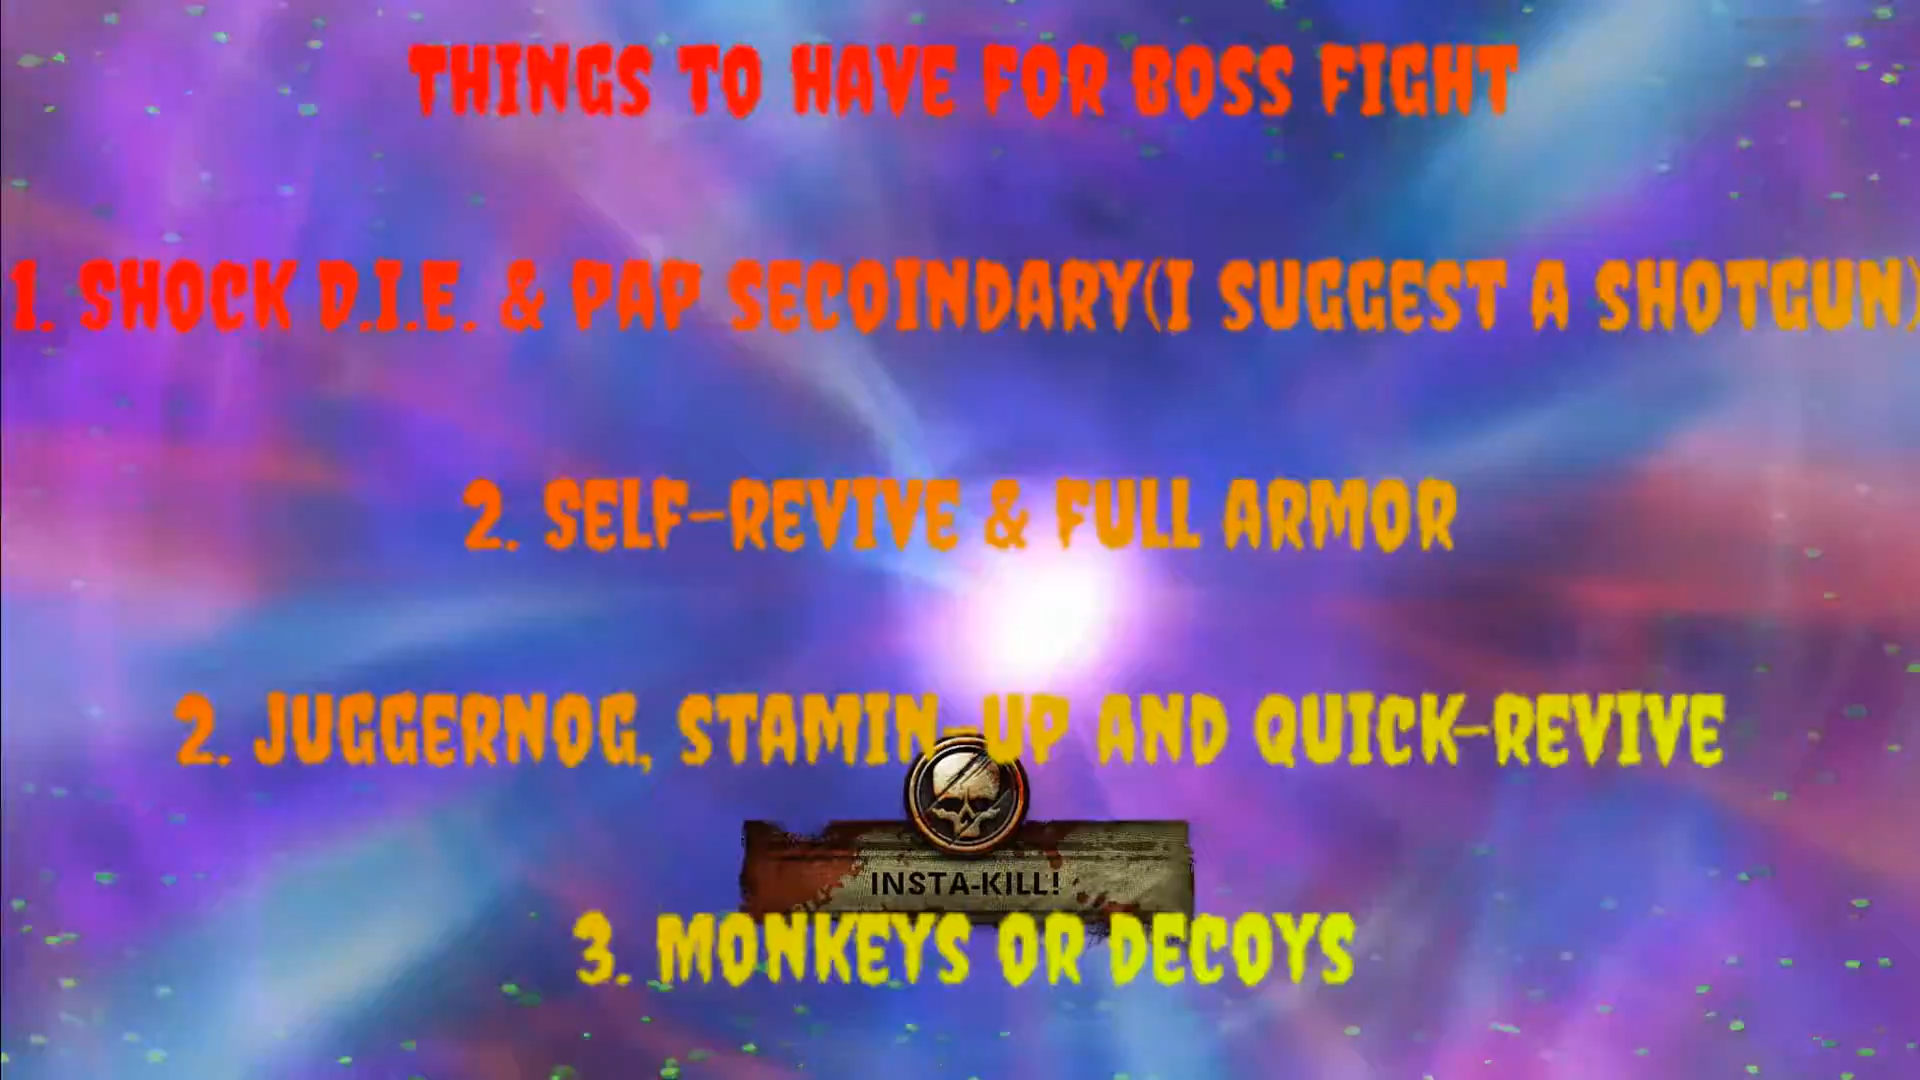 THINGS TO HAVE FOR BOSS FIGHT
1. SHOCK D.I.E. & PAP SECOINDARY(I SUGGEST A SHOTGUN)
2. SELF-REVIVE & FULL ARMOR
2. JUGGERNOG, STAMIN-UP AND QUICK-REVIVE
INSTA-KILL!
3. MONKEYS OR DECOYS